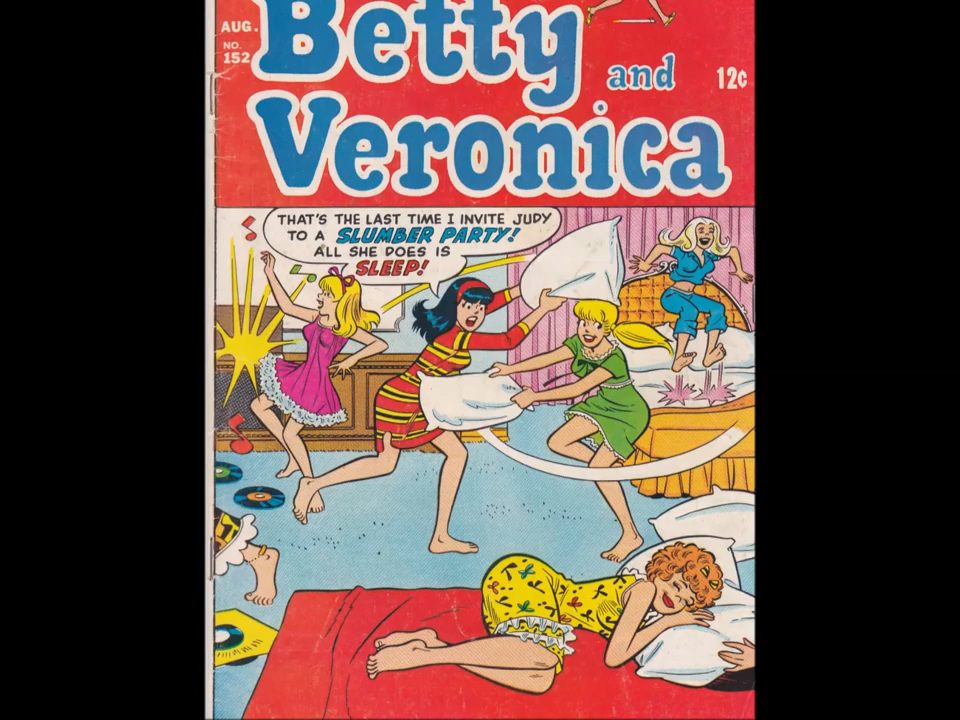 AUG.
NO.
152
Betty
and
12¢
Veronica
THAT'S THE LAST TIME I INVITE JUDY
TO A SLUMBER PARTY!
ALL SHE DOES IS
SLEEP!